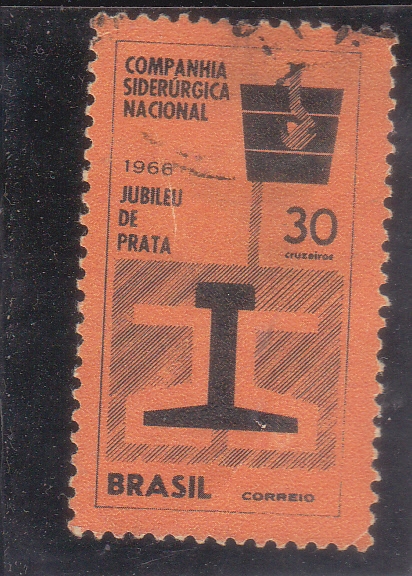 COMPANHIA
SIDERÚRGICA
NACIONAL
1966
JUBILEU
DE
PRATA
30
cruzeiros
BRASIL CORREIO